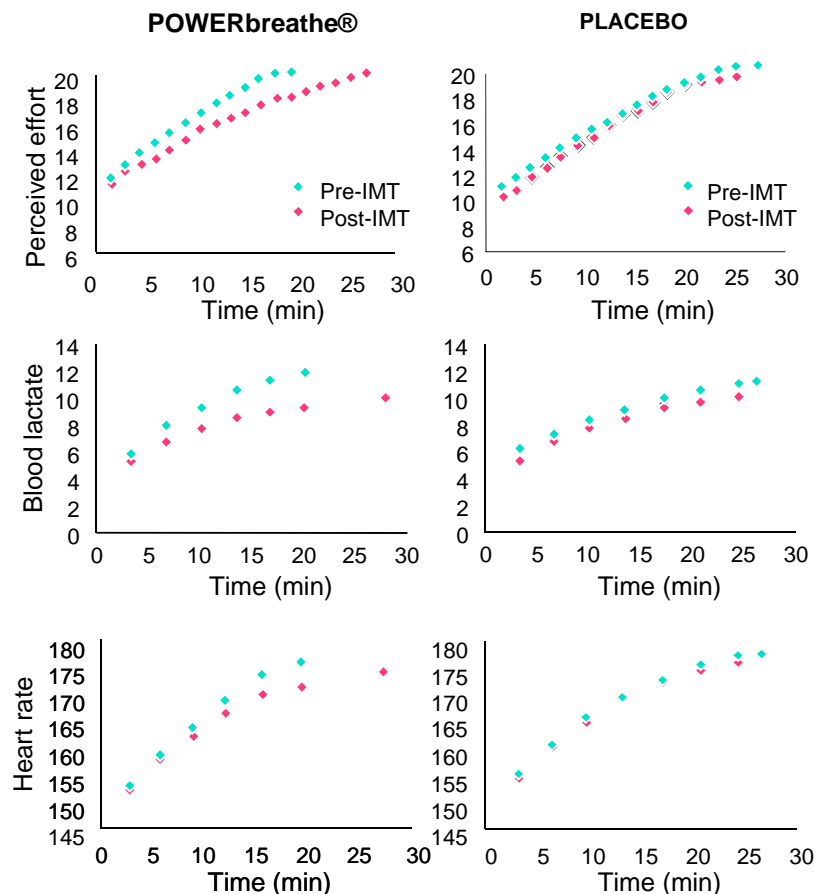 POWERbreathe®
PLACEBO
Perceived effort
20
18
16
14
12
10
8
6
Pre-IMT
Post-IMT
0 5 10 15 20 25 30
Time (min)
20
18
16
14
12
10
8
6
Pre-IMT
Post-IMT
0 5 10 15 20 25 30
Time (min)
Blood lactate
14
12
10
8
6
4
2
0
0 5 10 15 20 25 30
Time (min)
14
12
10
8
6
4
2
0
0 5 10 15 20 25 30
Time (min)
Heart rate
180
175
170
165
160
155
150
145
0 5 10 15 20 25 30
Time (min)
180
175
170
165
160
155
150
145
0 5 10 15 20 25 30
Time (min)